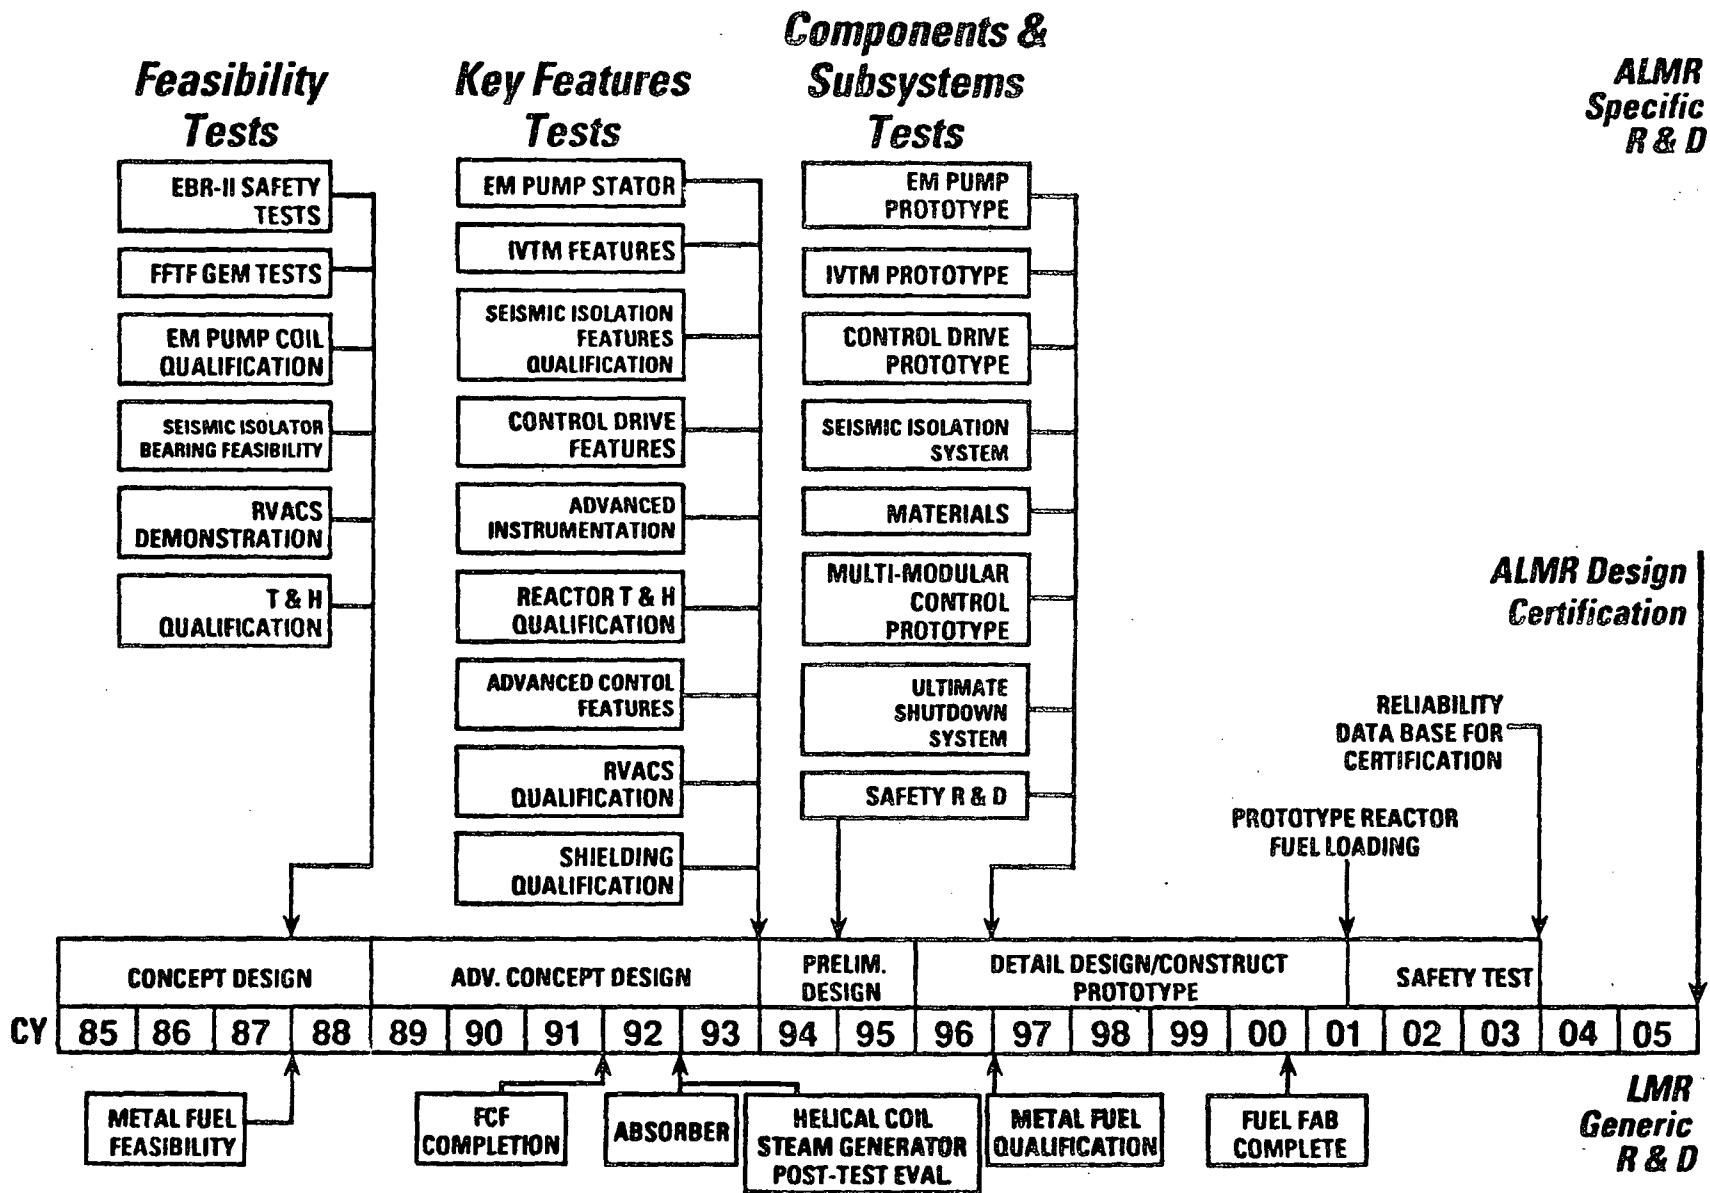 Feasibility
Tests
EBR-II SAFETY
TESTS
FFTF GEM TESTS
EM PUMP COIL
QUALIFICATION
SEISMIC ISOLATOR
BEARING FEASIBILITY
RVACS
DEMONSTRATION
T & H
QUALIFICATION
Key Features
Tests
EM PUMP STATOR
IVTM FEATURES
SEISMIC ISOLATION
FEATURES
QUALIFICATION
CONTROL DRIVE
FEATURES
ADVANCED
INSTRUMENTATION
REACTOR T & H
QUALIFICATION
ADVANCED CONTOL
FEATURES
RVACS
QUALIFICATION
SHIELDING
QUALIFICATION
Components &
Subsystems
Tests
EM PUMP
PROTOTYPE
IVTM PROTOTYPE
CONTROL DRIVE
PROTOTYPE
SEISMIC ISOLATION
SYSTEM
MATERIALS
MULTI-MODULAR
CONTROL
PROTOTYPE
ULTIMATE
SHUTDOWN
SYSTEM
SAFETY R & D
ALMR
Specific
R & D
ALMR Design
Certification
RELIABILITY
DATA BASE FOR
CERTIFICATION
PROTOTYPE REACTOR
FUEL LOADING
CONCEPT DESIGN
ADV. CONCEPT DESIGN
PRELIM.
DESIGN
DETAIL DESIGN/CONSTRUCT
PROTOTYPE
SAFETY TEST
CY 85 86 87 88 89 90 91 92 93 94 95 96 97 98 99 00 01 02 03 04 05
METAL FUEL
FEASIBILITY
FCF
COMPLETION
ABSORBER
HELICAL COIL
STEAM GENERATOR
POST-TEST EVAL
METAL FUEL
QUALIFICATION
FUEL FAB
COMPLETE
LMR
Generic
R & D